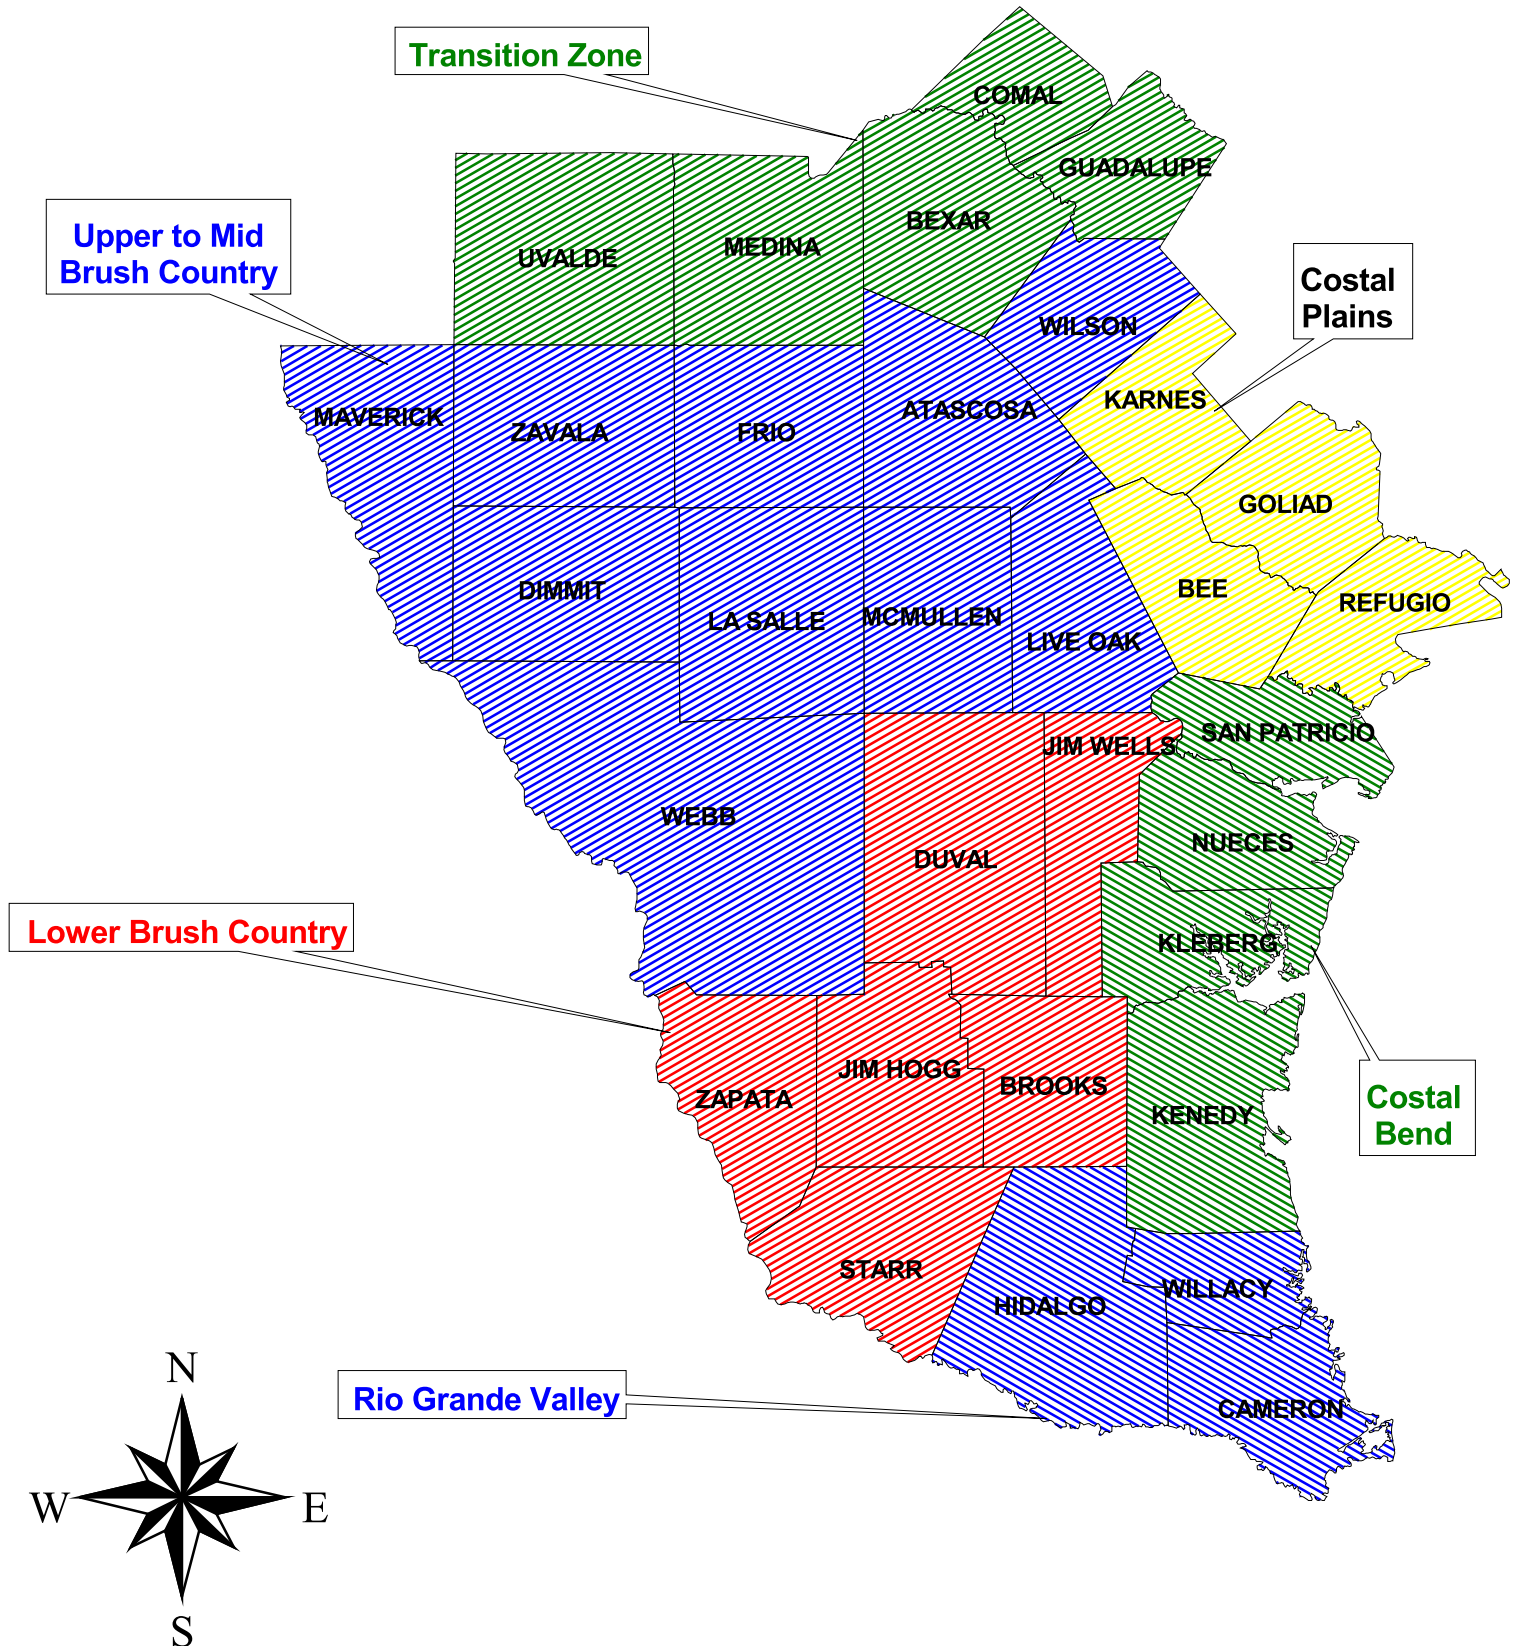 Transition Zone
COMAL
GUADALUPE
BEXAR
Upper to Mid
Brush Country
UVALDE
MEDINA
Costal
Plains
WILSON
KARNES
MAVERICK
ZAVALA
FRIO
ATASCOSA
GOLIAD
DIMMIT
LA SALLE
MCMULLEN
LIVE OAK
BEE
REFUGIO
SAN PATRICIO
JIM WELLS
WEBB
DUVAL
NUECES
Lower Brush Country
KLEBERG
ZAPATA
JIM HOGG
BROOKS
KENEDY
Costal
Bend
STARR
HIDALGO
WILLACY
Rio Grande Valley
CAMERON
N
W
E
S